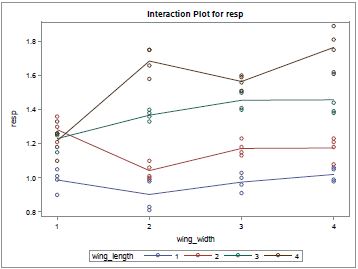 Interaction Plot for resp
1.8
1.6
1.4
1.2
1.0
0.8
resp
1 2 3 4
wing_width
wing_length 1 2 3 4